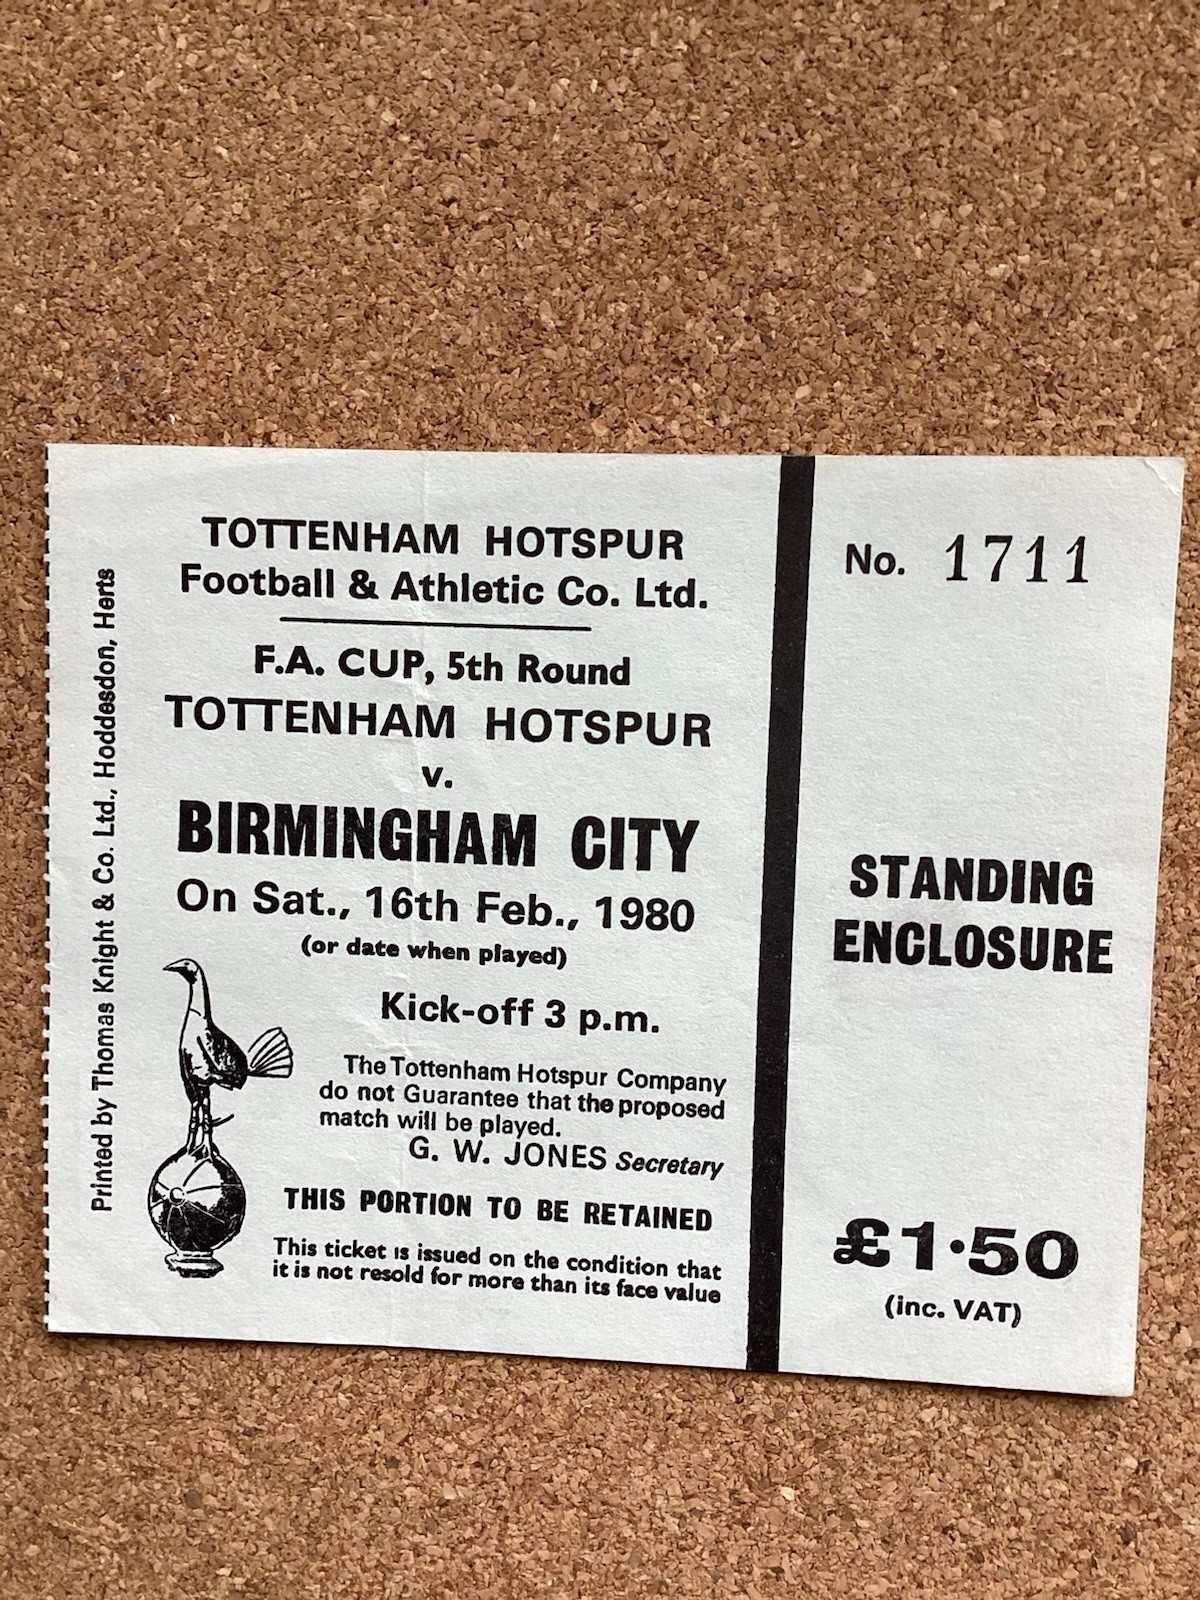 TOTTENHAM HOTSPUR
Football & Athletic Co. Ltd.
F.A. CUP, 5th Round
TOTTENHAM HOTSPUR
v.
BIRMINGHAM CITY
On Sat., 16th Feb., 1980
(or date when played)
Kick-off 3 p.m.
The Tottenham Hotspur Company
do not Guarantee that the proposed
match will be played.
G. W. JONES Secretary
THIS PORTION TO BE RETAINED
This ticket is issued on the condition that
it is not resold for more than its face value
Printed by Thomas Knight & Co. Ltd., Hoddesdon, Herts
No. 1711
STANDING
ENCLOSURE
£1·50
(inc. VAT)